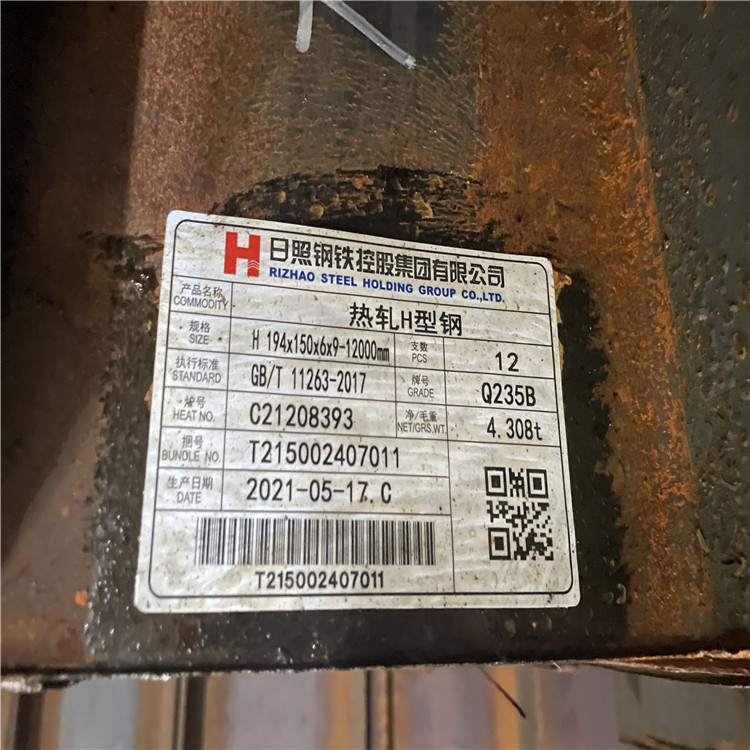 H 日照钢铁控股集团有限公司
RIZHAO STEEL HOLDING GROUP CO.,LTD.
产品名称
COMMODITY
热轧H型钢
规格
SIZE
H 194x150x6x9-12000mm
支数
PCS
12
执行标准
STANDARD
GB/T 11263-2017
牌号
GRADE
Q235B
炉号
HEAT NO.
C21208393
净/毛重
NET/GRS.WT.
4.308t
捆号
BUNDLE NO.
T215002407011
生产日期
DATE
2021-05-17.C
T215002407011